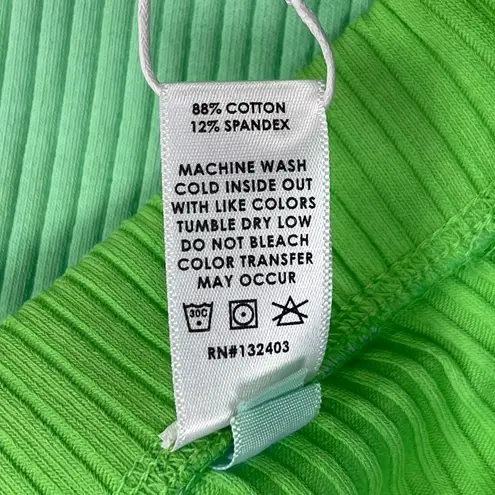 88% COTTON
12% SPANDEX
MACHINE WASH
COLD INSIDE OUT
WITH LIKE COLORS
TUMBLE DRY LOW
DO NOT BLEACH
COLOR TRANSFER
MAY OCCUR
30C
RN#132403